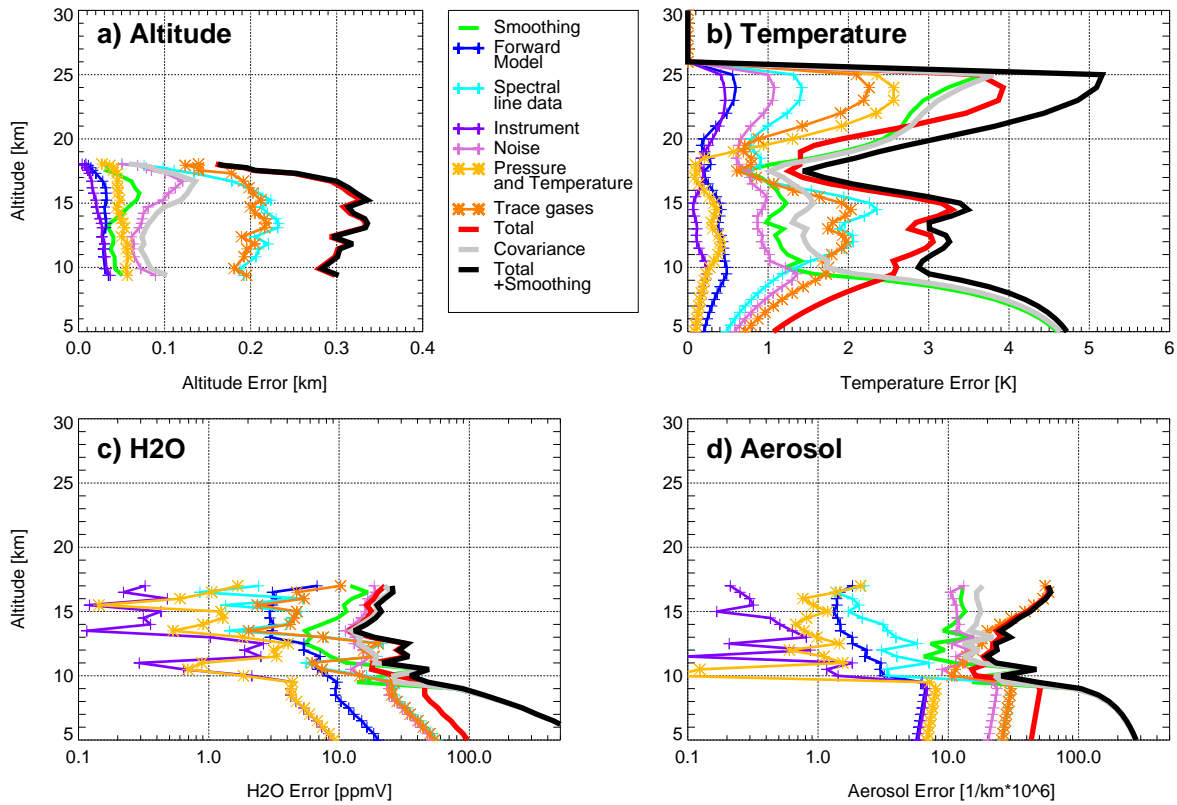 a) Altitude
30
25
20
15
10
5
0.0
0.1
0.2
0.3
0.4
Altitude Error [km]
Altitude [km]
Smoothing
Forward
Model
Spectral
line data
Instrument
Noise
Pressure
and Temperature
Trace gases
Total
Covariance
Total
+Smoothing
b) Temperature
30
25
20
15
10
5
0
1
2
3
4
5
6
Temperature Error [K]
c) H2O
30
25
20
15
10
5
0.1
1.0
10.0
100.0
H2O Error [ppmV]
Altitude [km]
d) Aerosol
30
25
20
15
10
5
0.1
1.0
10.0
100.0
Aerosol Error [1/km*10^6]